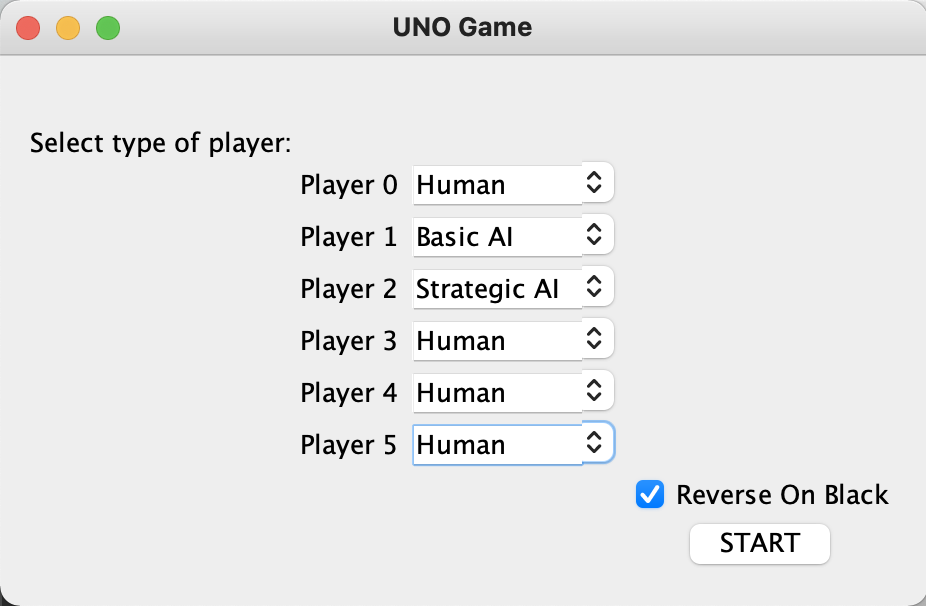 UNO Game
Select type of player:
Player 0 Human
Player 1 Basic AI
Player 2 Strategic AI
Player 3 Human
Player 4 Human
Player 5 Human
Reverse On Black
START